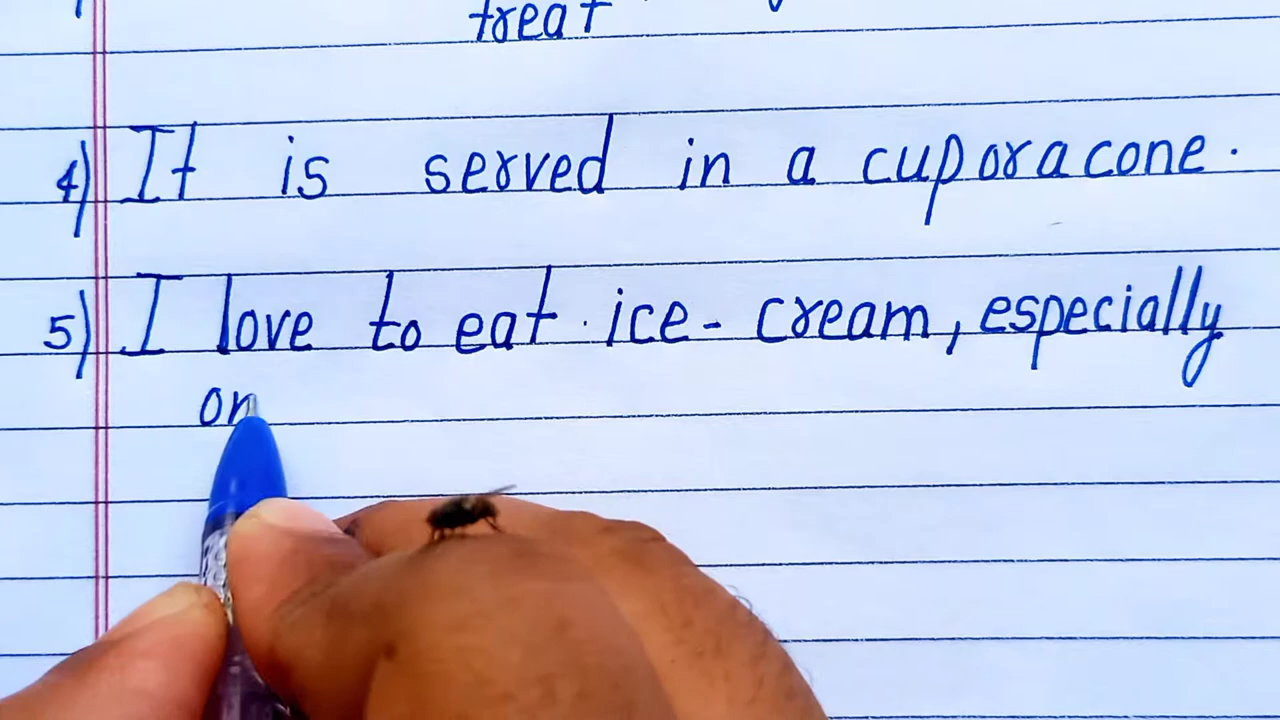 treat
4) It is served in a cup or a cone.
5) I love to eat ice-cream, especially
on